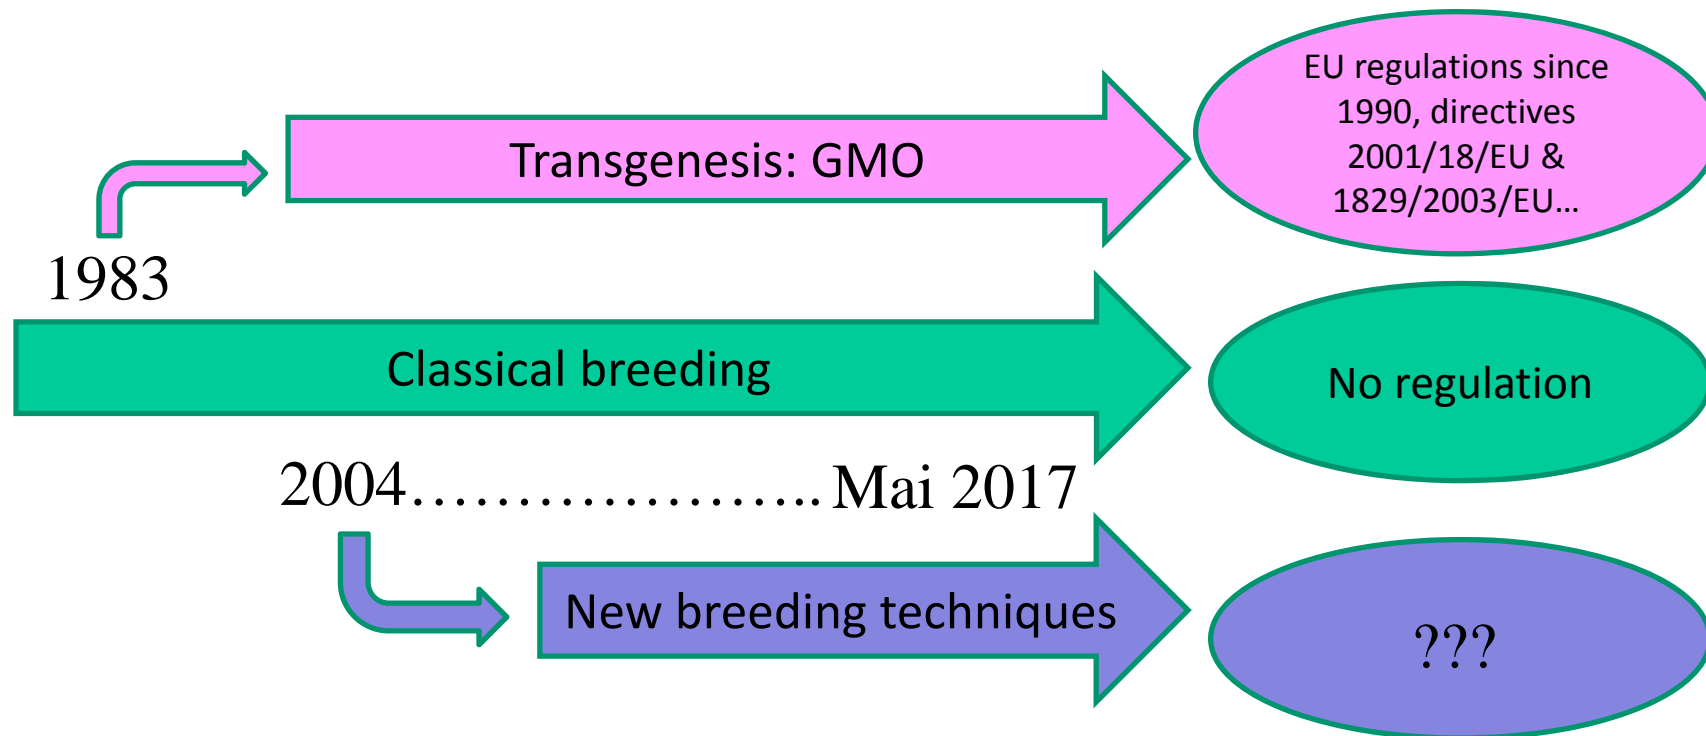 EU regulations since
1990, directives
2001/18/EU &
1829/2003/EU...
Transgenesis: GMO
1983
Classical breeding
No regulation
2004………………….. Mai 2017
New breeding techniques
???